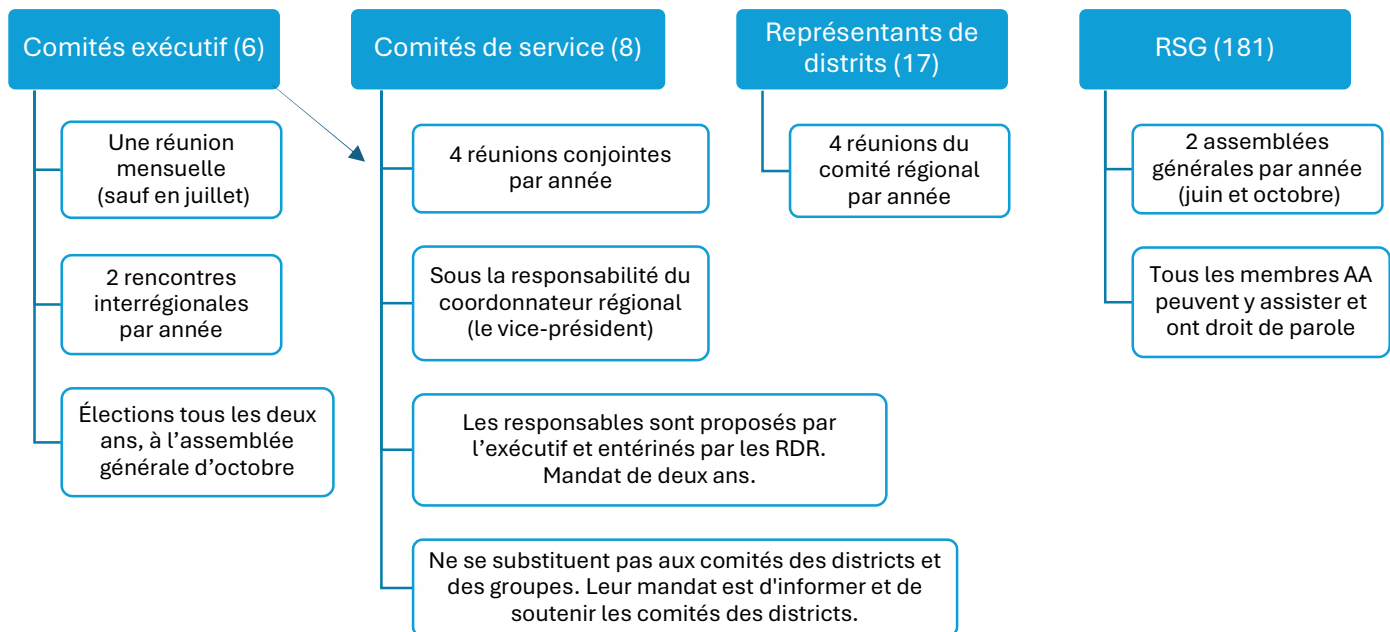 Comités exécutif (6)
Une réunion
mensuelle
(sauf en juillet)
2 rencontres
interrégionales
par année
Élections tous les deux
ans, à l’assemblée
générale d’octobre
Comités de service (8)
4 réunions conjointes
par année
Sous la responsabilité du
coordonnateur régional
(le vice-président)
Les responsables sont proposés par
l’exécutif et entérinés par les RDR.
Mandat de deux ans.
Ne se substituent pas aux comités des districts et
des groupes. Leur mandat est d'informer et de
soutenir les comités des districts.
Représentants de
distrits (17)
4 réunions du
comité régional
par année
RSG (181)
2 assemblées
générales par année
(juin et octobre)
Tous les membres AA
peuvent y assister et
ont droit de parole